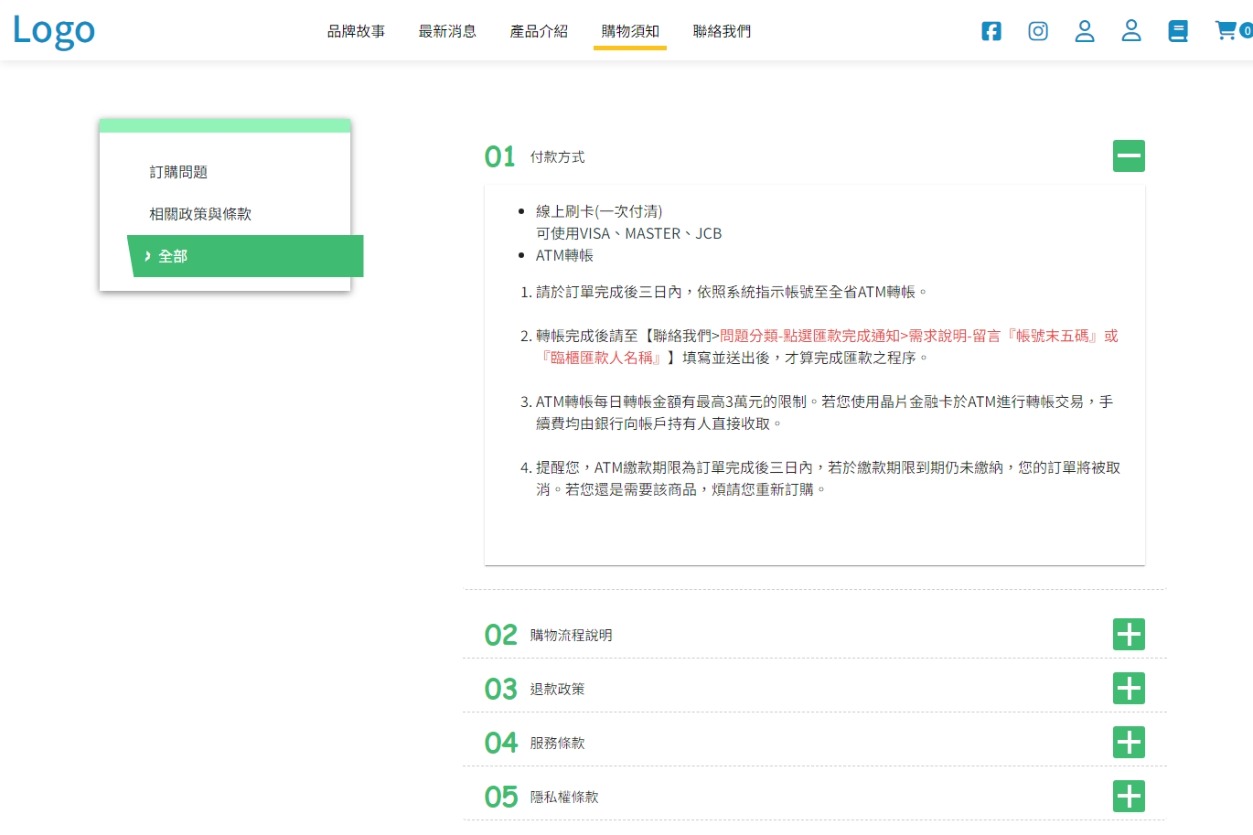 Logo
品牌故事 最新消息 產品介紹 購物須知 聯絡我們
0
訂購問題
相關政策與條款
全部
01 付款方式
線上刷卡(一次付清)
可使用VISA、MASTER、JCB
ATM轉帳
1. 請於訂單完成後三日內，依照系統指示帳號至全省ATM轉帳。
2. 轉帳完成後請至【聯絡我們>問題分類-點選匯款完成通知>需求說明-留言『帳號末五碼』或
『臨櫃匯款人名稱』】填寫並送出後，才算完成匯款之程序。
3. ATM轉帳每日轉帳金額有最高3萬元的限制。若您使用晶片金融卡於ATM進行轉帳交易，手
續費均由銀行向帳戶持有人直接收取。
4. 提醒您，ATM繳款期限為訂單完成後三日內，若於繳款期限到期仍未繳納，您的訂單將被取
消。若您還是需要該商品，煩請您重新訂購。
02 購物流程說明
03 退款政策
04 服務條款
05 隱私權條款